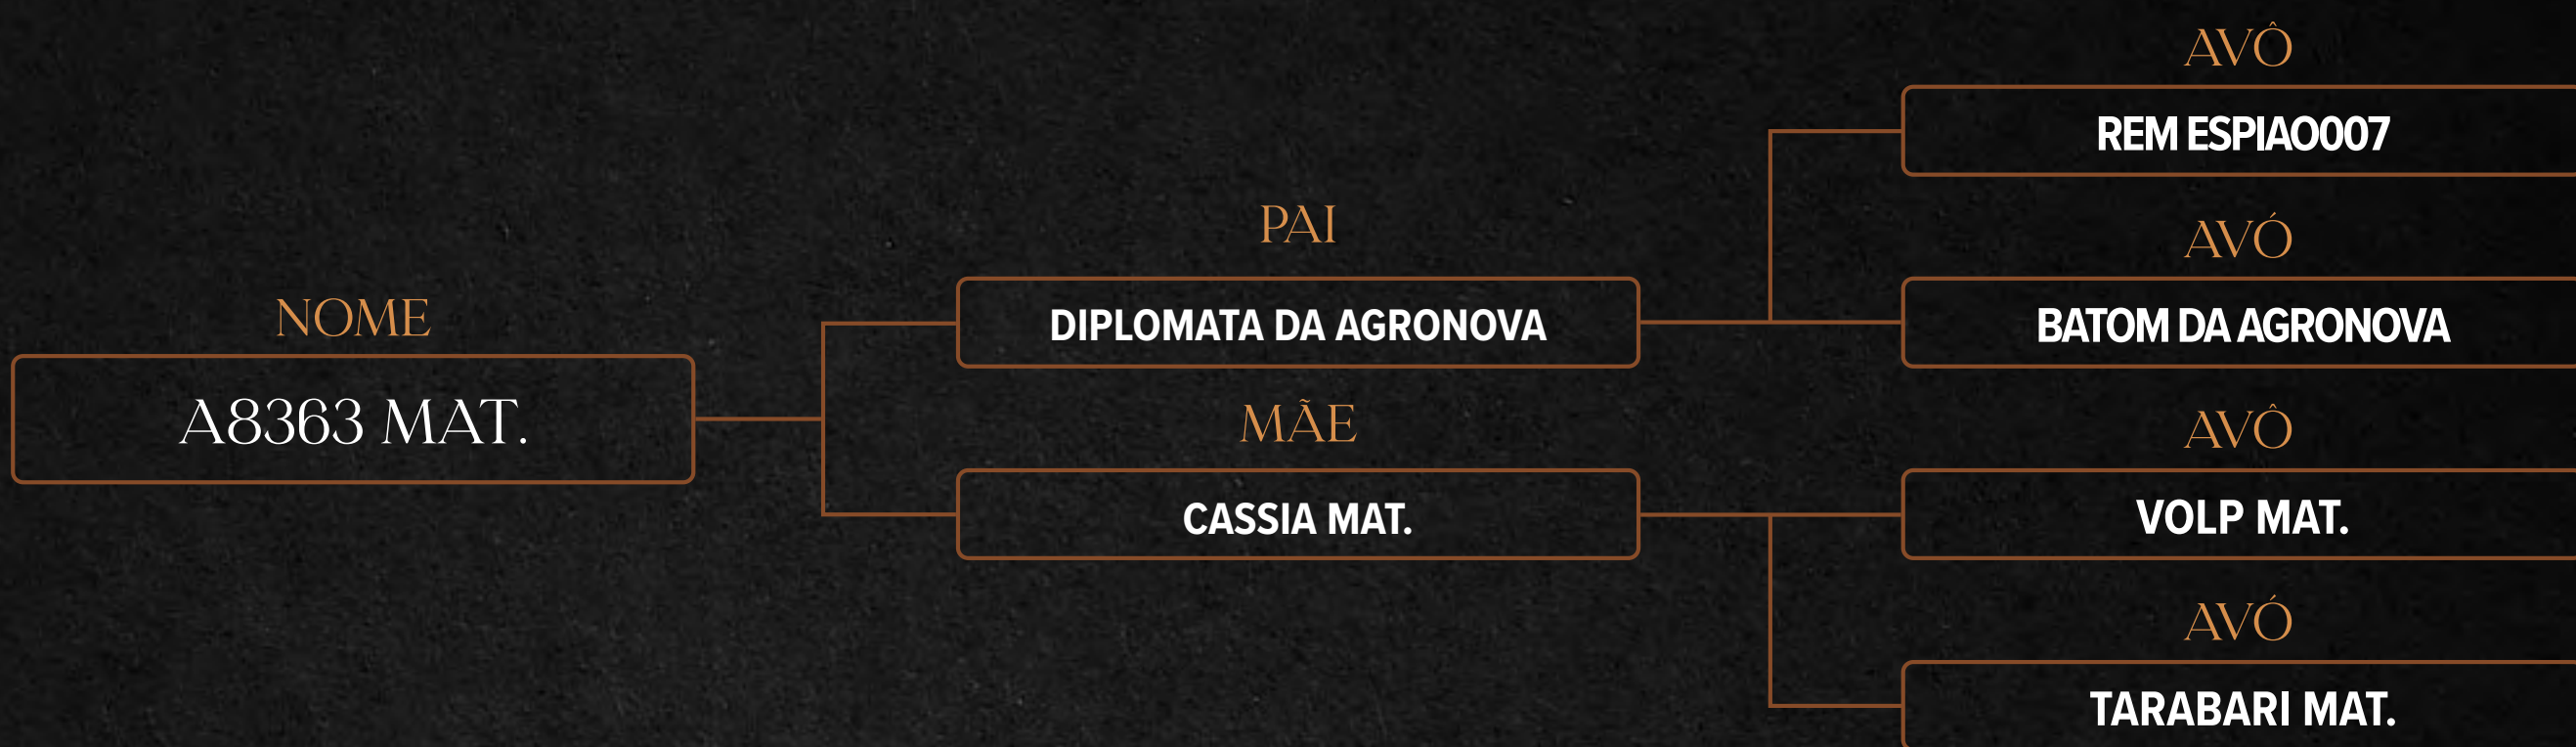 NOME
A8363 MAT.
PAI
DIPLOMATA DA AGRONOVA
MÃE
CASSIA MAT.
AVÔ
REM ESPIAO007
AVÓ
BATOM DA AGRONOVA
AVÔ
VOLP MAT.
AVÓ
TARABARI MAT.